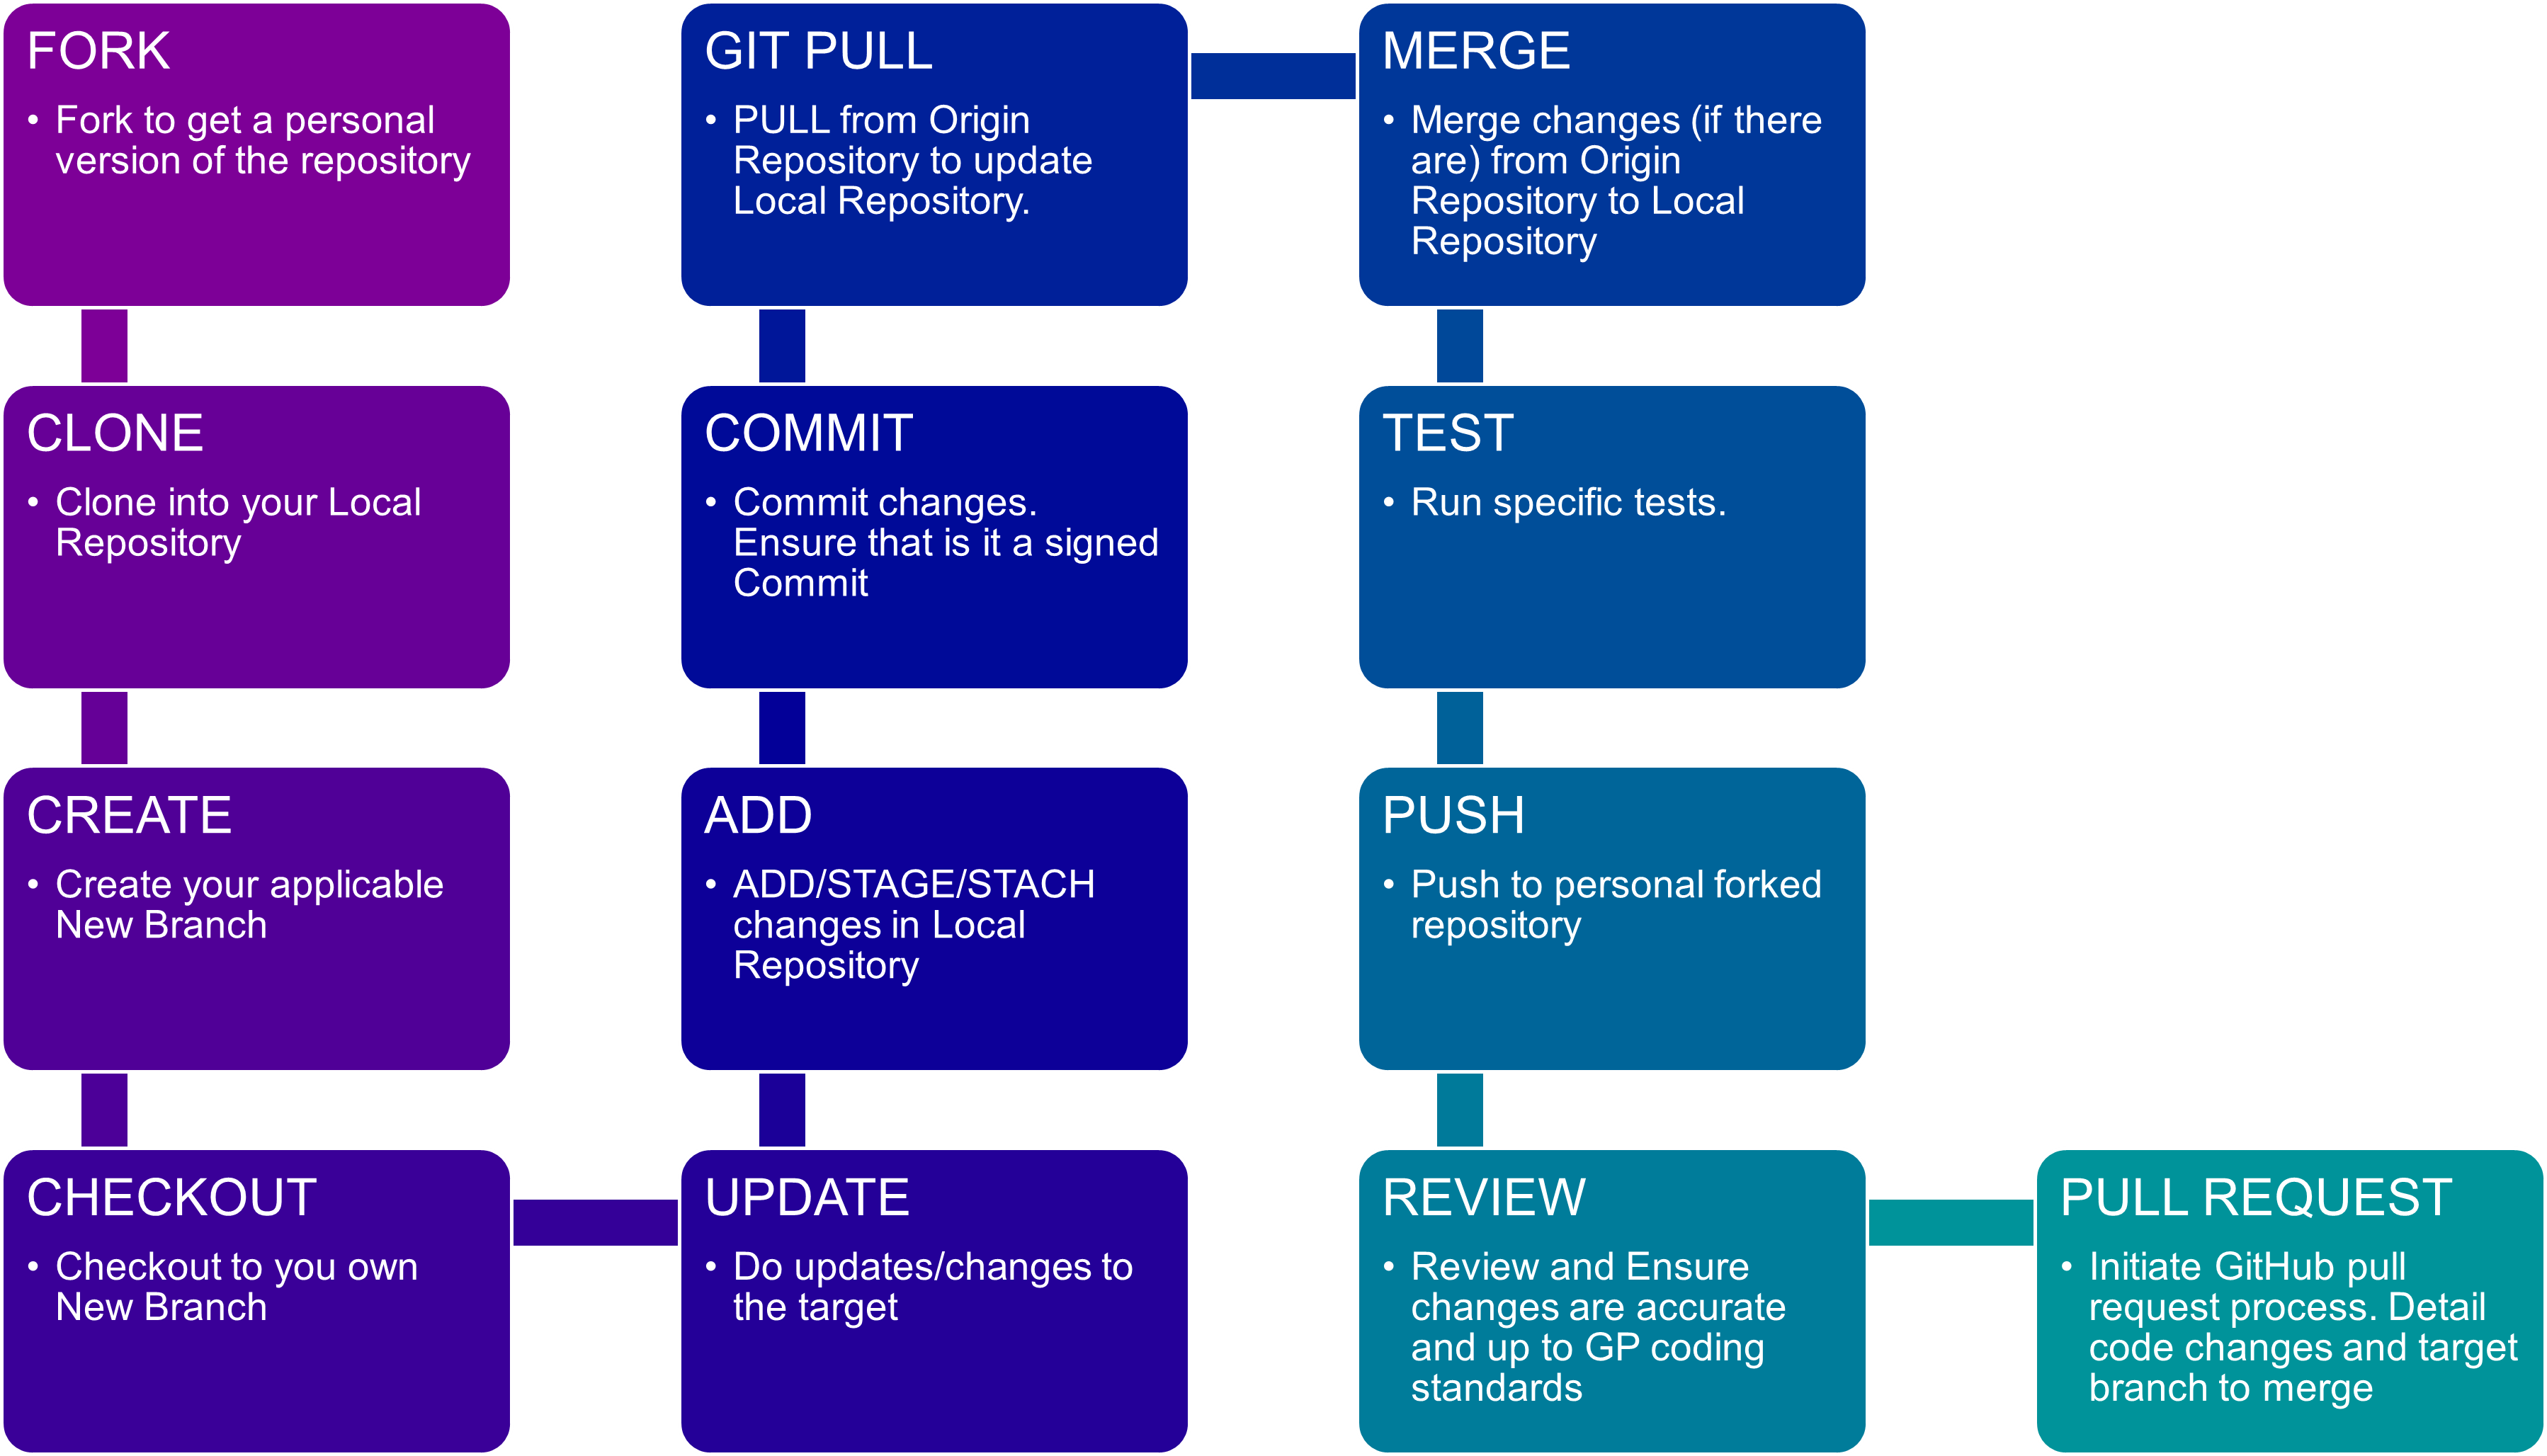 FORK
• Fork to get a personal
version of the repository
CLONE
• Clone into your Local
Repository
CREATE
• Create your applicable
New Branch
CHECKOUT
• Checkout to you own
New Branch
UPDATE
• Do updates/changes to
the target
ADD
• ADD/STAGE/STACH
changes in Local
Repository
COMMIT
• Commit changes.
Ensure that is it a signed
Commit
GIT PULL
• PULL from Origin
Repository to update
Local Repository.
MERGE
• Merge changes (if there
are) from Origin
Repository to Local
Repository
TEST
• Run specific tests.
PUSH
• Push to personal forked
repository
REVIEW
• Review and Ensure
changes are accurate
and up to GP coding
standards
PULL REQUEST
• Initiate GitHub pull
request process. Detail
code changes and target
branch to merge